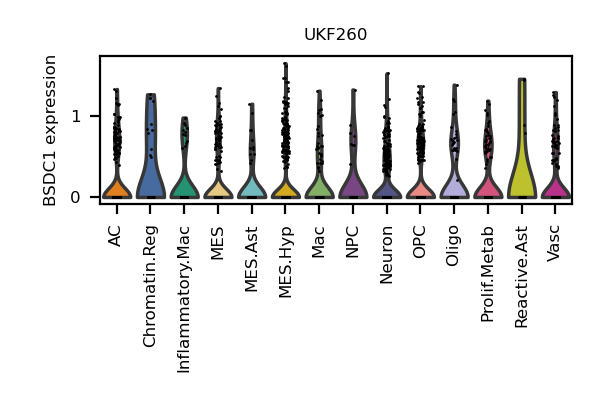 UKF260
BSDC1 expression
1
0
AC
Chromatin.Reg
Inflammatory.Mac
MES
MES.Ast
MES.Hyp
Mac
NPC
Neuron
OPC
Oligo
Prolif.Metab
Reactive.Ast
Vasc